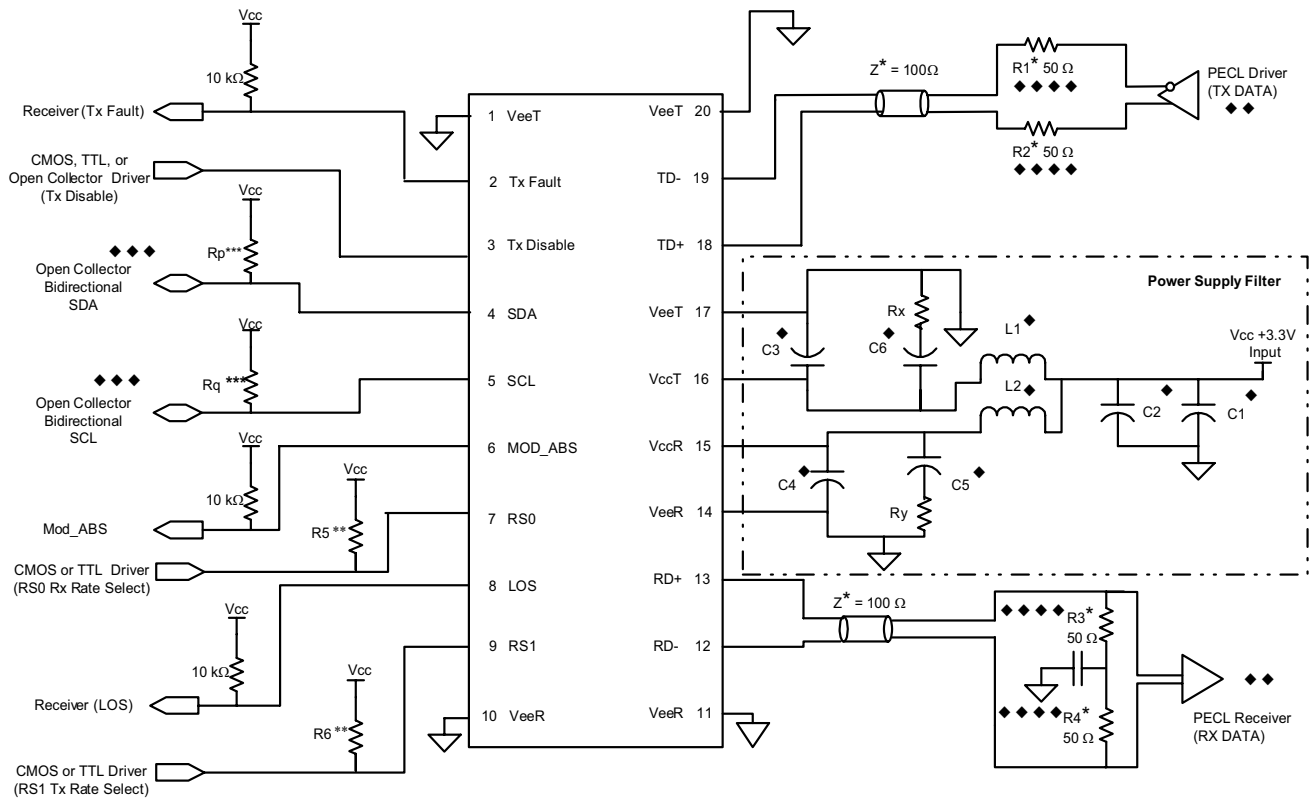 Vcc
10 kΩ
Receiver (Tx Fault)
CMOS, TTL, or
Open Collector Driver
(Tx Disable)
Vcc
Rp***
◆ ◆ ◆
Open Collector
Bidirectional
SDA
Vcc
Rq ***
◆ ◆ ◆
Open Collector
Bidirectional
SCL
Vcc
10 kΩ
Mod_ABS
Vcc
R5 **
CMOS or TTL Driver
(RS0 Rx Rate Select)
Vcc
10 kΩ
Receiver (LOS)
Vcc
R6 **
CMOS or TTL Driver
(RS1 Tx Rate Select)
1 VeeT
2 Tx Fault
3 Tx Disable
4 SDA
5 SCL
6 MOD_ABS
7 RS0
8 LOS
9 RS1
10 VeeR
VeeT 20
TD- 19
TD+ 18
VeeT 17
VccT 16
VccR 15
VeeR 14
RD+ 13
RD- 12
VeeR 11
Z* = 100Ω
R1* 50 Ω
◆ ◆ ◆ ◆
R2* 50 Ω
◆ ◆ ◆ ◆
PECL Driver
(TX DATA)
◆ ◆
Power Supply Filter
C3 ◆
Rx
C6 ◆
L1 ◆
L2 ◆
Vcc +3.3V
Input
C2 ◆
C1 ◆
C4 ◆
C5 ◆
Ry
Z* = 100 Ω
◆ ◆ ◆ ◆
R3*
50 Ω
◆ ◆ ◆ ◆
R4*
50 Ω
◆ ◆
PECL Receiver
(RX DATA)